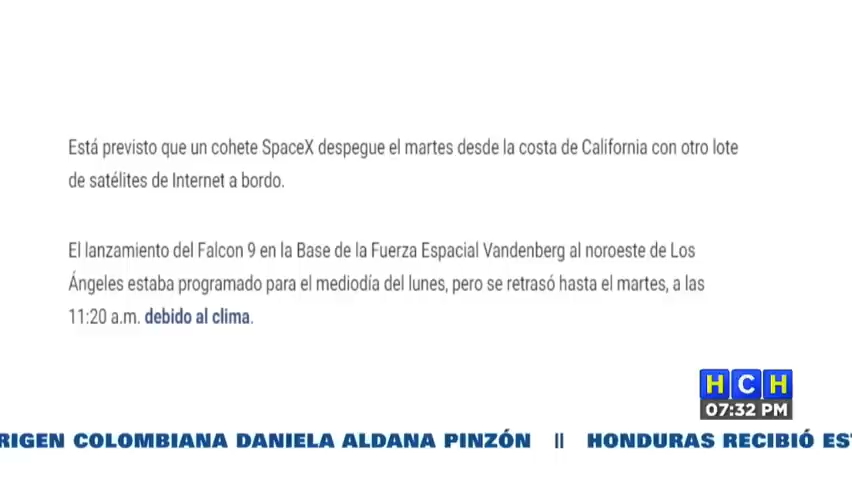 Está previsto que un cohete SpaceX despegue el martes desde la costa de California con otro lote
de satélites de Internet a bordo.
El lanzamiento del Falcon 9 en la Base de la Fuerza Espacial Vandenberg al noroeste de Los
Ángeles estaba programado para el mediodía del lunes, pero se retrasó hasta el martes, a las
11:20 a.m. debido al clima.
HCH
07:32 PM
RIGEN COLOMBIANA DANIELA ALDANA PINZÓN || HONDURAS RECIBIÓ ES